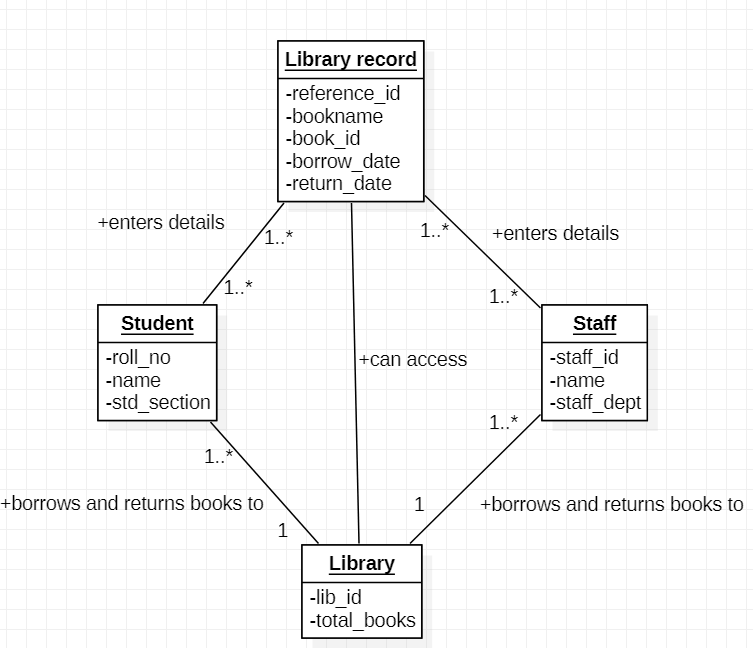 Library record
-reference_id
-bookname
-book_id
-borrow_date
-return_date
+enters details
1..*
1..*
+enters details
1..*
1..*
Student
-roll_no
-name
-std_section
+can access
Staff
-staff_id
-name
-staff_dept
1..*
1..*
+borrows and returns books to
1
1
+borrows and returns books to
Library
-lib_id
-total_books